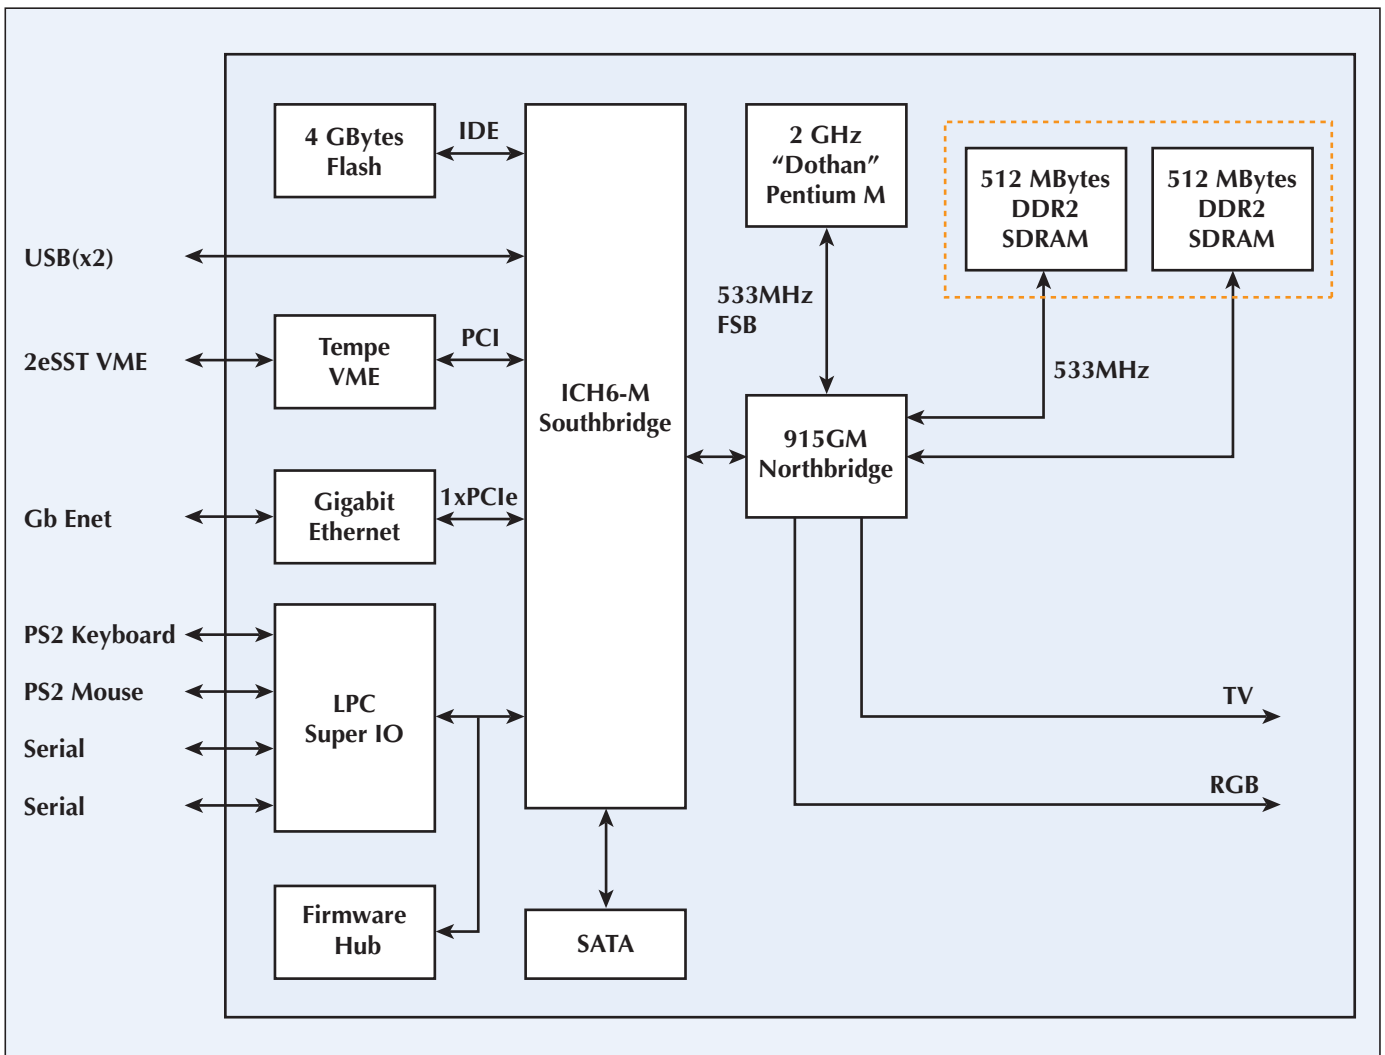 4 GBytes
Flash
IDE
2 GHz
“Dothan”
Pentium M
512 MBytes
DDR2
SDRAM
512 MBytes
DDR2
SDRAM
USB(x2)
533MHz
FSB
2eSST VME
Tempe
VME
PCI
ICH6-M
Southbridge
533MHz
915GM
Northbridge
Gb Enet
Gigabit
Ethernet
1xPCIe
PS2 Keyboard
PS2 Mouse
Serial
Serial
LPC
Super IO
TV
RGB
Firmware
Hub
SATA